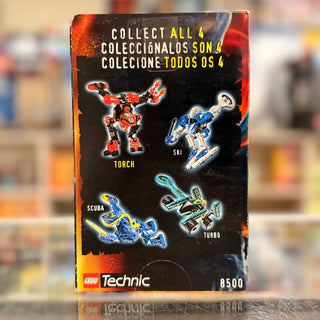 COLLECT ALL 4
COLECCIóNALOS SON 4
COLECIONE TODOS OS 4
TORCH
SKI
SCUBA
TURBO
LEGO Technic
8500